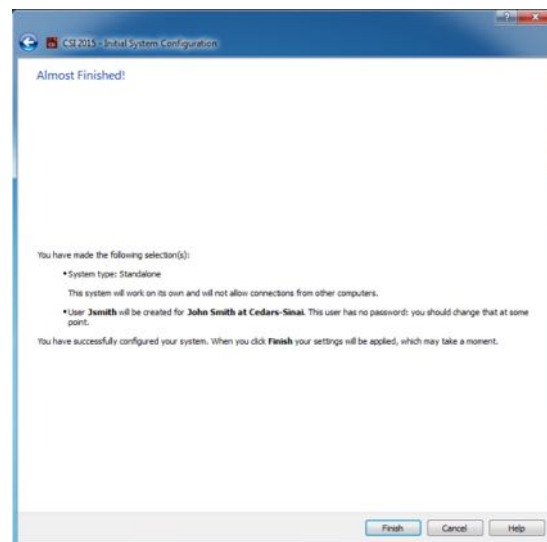 CSI 2015 - Initial System Configuration
Almost Finished!
You have made the following selection(s):
• System type: Standalone
This system will work on its own and will not allow connections from other computers.
• User Jsmith will be created for John Smith at Cedars-Sinai. This user has no password: you should change that at some
point.
You have successfully configured your system. When you click Finish your settings will be applied, which may take a moment.
Finish Cancel Help